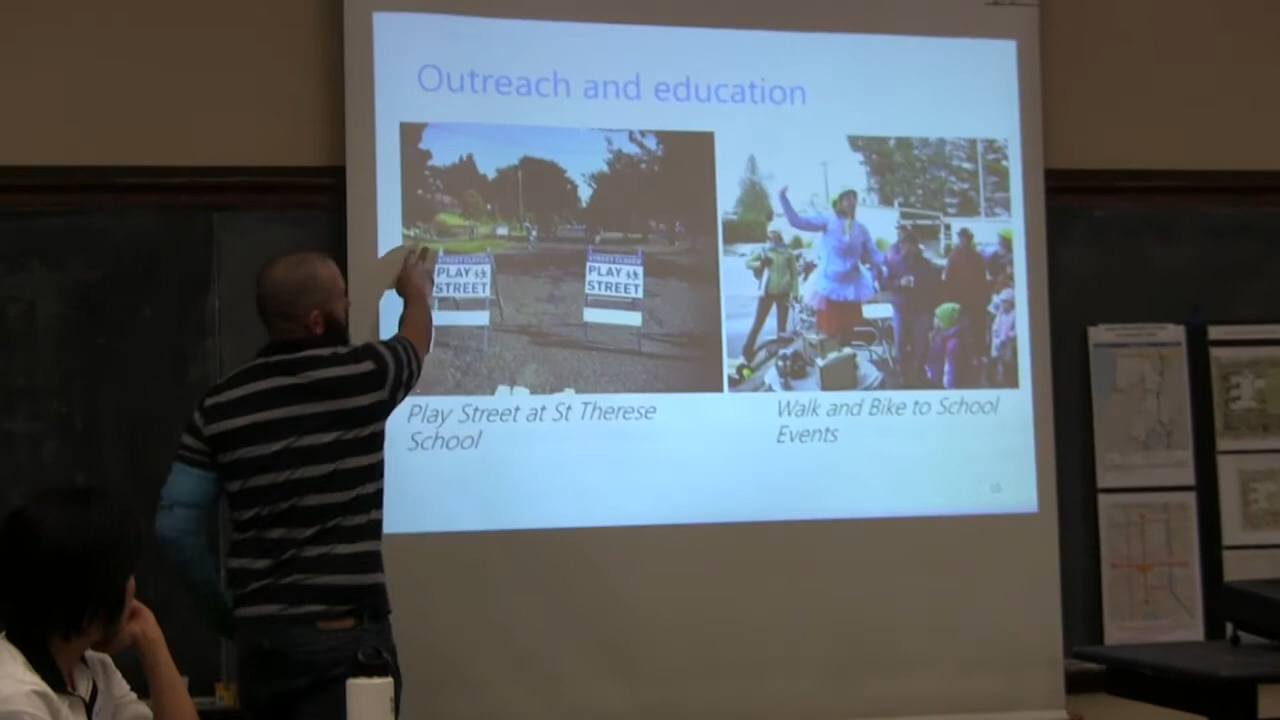 Outreach and education
STREET CLOSED
PLAY
STREET
STREET CLOSED
PLAY
STREET
Play Street at St Therese
School
Walk and Bike to School
Events